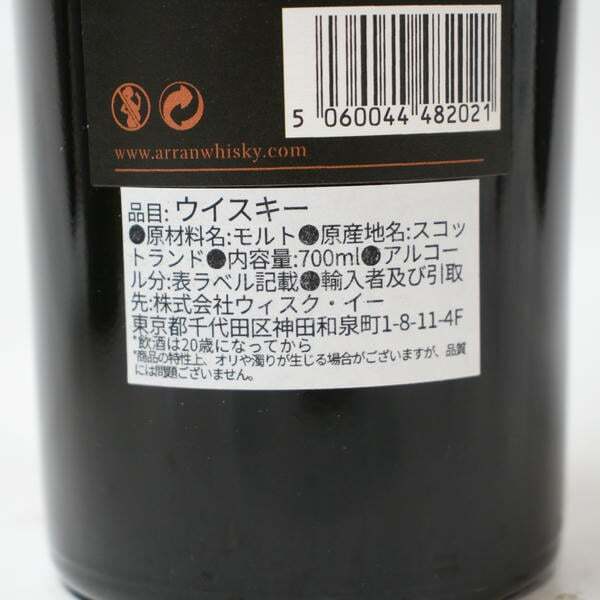 5 060044 482021
www.arranwhisky.com
品目: ウイスキー
●原材料名:モルト●原産地名:スコッ
トランド●内容量:700ml●アルコー
ル分:表ラベル記載●輸入者及び引取
先:株式会社ウィスク・イー
東京都千代田区神田和泉町1-8-11-4F
*飲酒は20歳になってから
*商品の特性上、オリや濁りが生じる場合がございますが、品質
には問題ございません。